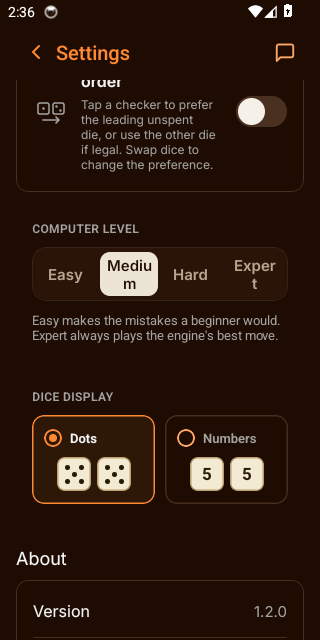 2:36
Settings
order
Tap a checker to prefer
the leading unspent
die, or use the other die
if legal. Swap dice to
change the preference.
COMPUTER LEVEL
Easy
Mediu
m
Hard
Exper
t
Easy makes the mistakes a beginner would.
Expert always plays the engine's best move.
DICE DISPLAY
Dots
Numbers
5 5
About
Version
1.2.0